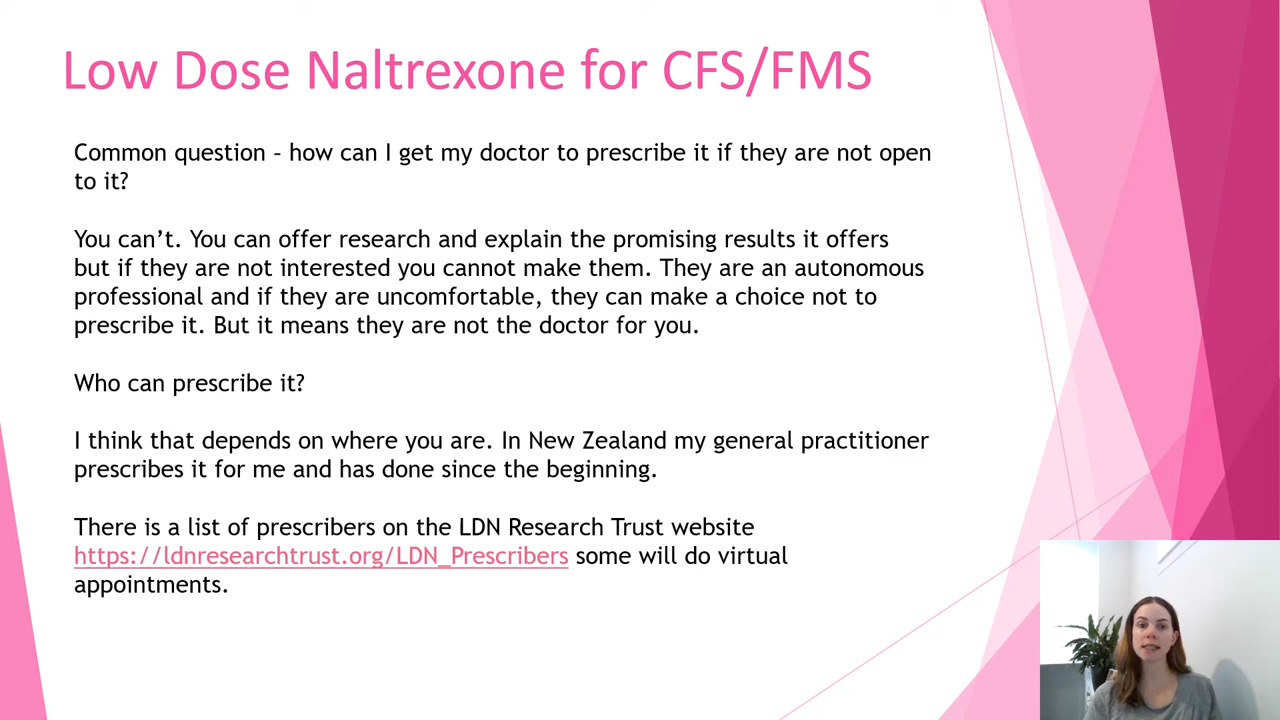 Low Dose Naltrexone for CFS/FMS
Common question – how can I get my doctor to prescribe it if they are not open
to it?
You can’t. You can offer research and explain the promising results it offers
but if they are not interested you cannot make them. They are an autonomous
professional and if they are uncomfortable, they can make a choice not to
prescribe it. But it means they are not the doctor for you.
Who can prescribe it?
I think that depends on where you are. In New Zealand my general practitioner
prescribes it for me and has done since the beginning.
There is a list of prescribers on the LDN Research Trust website
https://ldnresearchtrust.org/LDN_Prescribers some will do virtual
appointments.